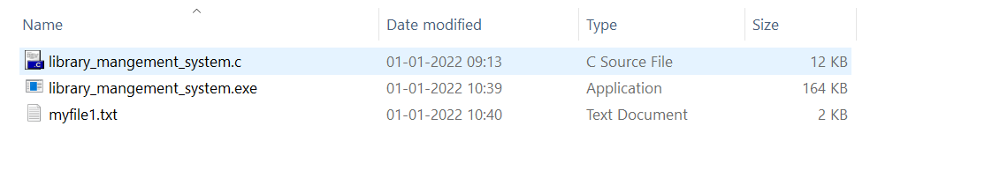 Name Date modified Type Size
library_mangement_system.c 01-01-2022 09:13 C Source File 12 KB
library_mangement_system.exe 01-01-2022 10:39 Application 164 KB
myfile1.txt 01-01-2022 10:40 Text Document 2 KB